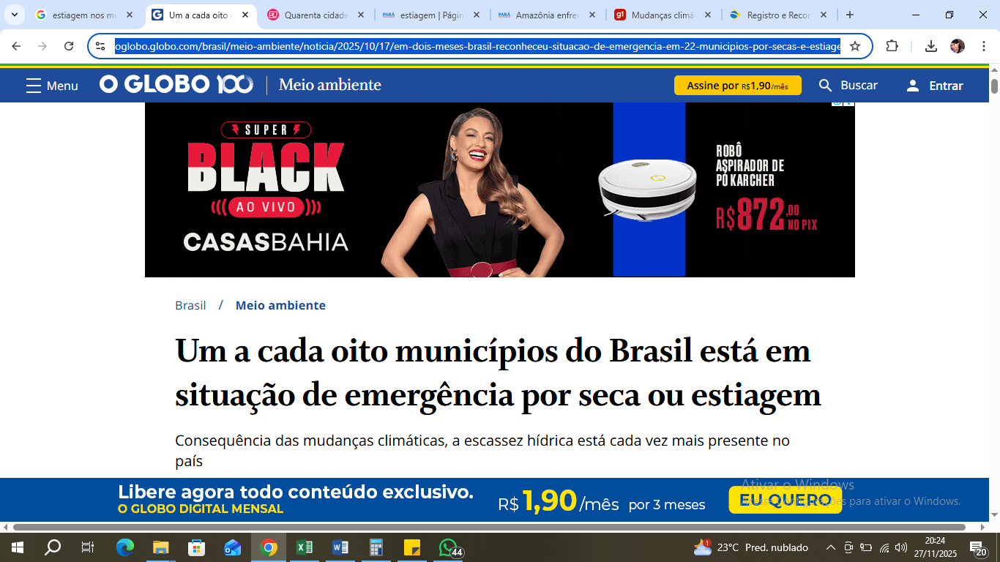 estiagem nos mu
Um a cada oito
Quarenta cidade
PARÁ estiagem | Págin
PARÁ Amazônia enfre
g1 Mudanças climá
Registro e Recon
oglobo.globo.com/brasil/meio-ambiente/noticia/2025/10/17/em-dois-meses-brasil-reconheceu-situacao-de-emergencia-em-22-municipios-por-secas-e-estiage
Menu O GLOBO 100 Meio ambiente Assine por R$1,90/mês Buscar Entrar
SUPER
BLACK
AO VIVO
CASASBAHIA
ROBÔ
ASPIRADOR DE
PÓ KARCHER
R$872,00
NO PIX
Brasil / Meio ambiente
Um a cada oito municípios do Brasil está em
situação de emergência por seca ou estiagem
Consequência das mudanças climáticas, a escassez hídrica está cada vez mais presente no
país
Libere agora todo conteúdo exclusivo.
O GLOBO DIGITAL MENSAL
R$ 1,90/mês por 3 meses
EU QUERO
Ativar o Windows
para ativar o Windows.
1
23°C Pred. nublado
44
20:24
27/11/2025
20